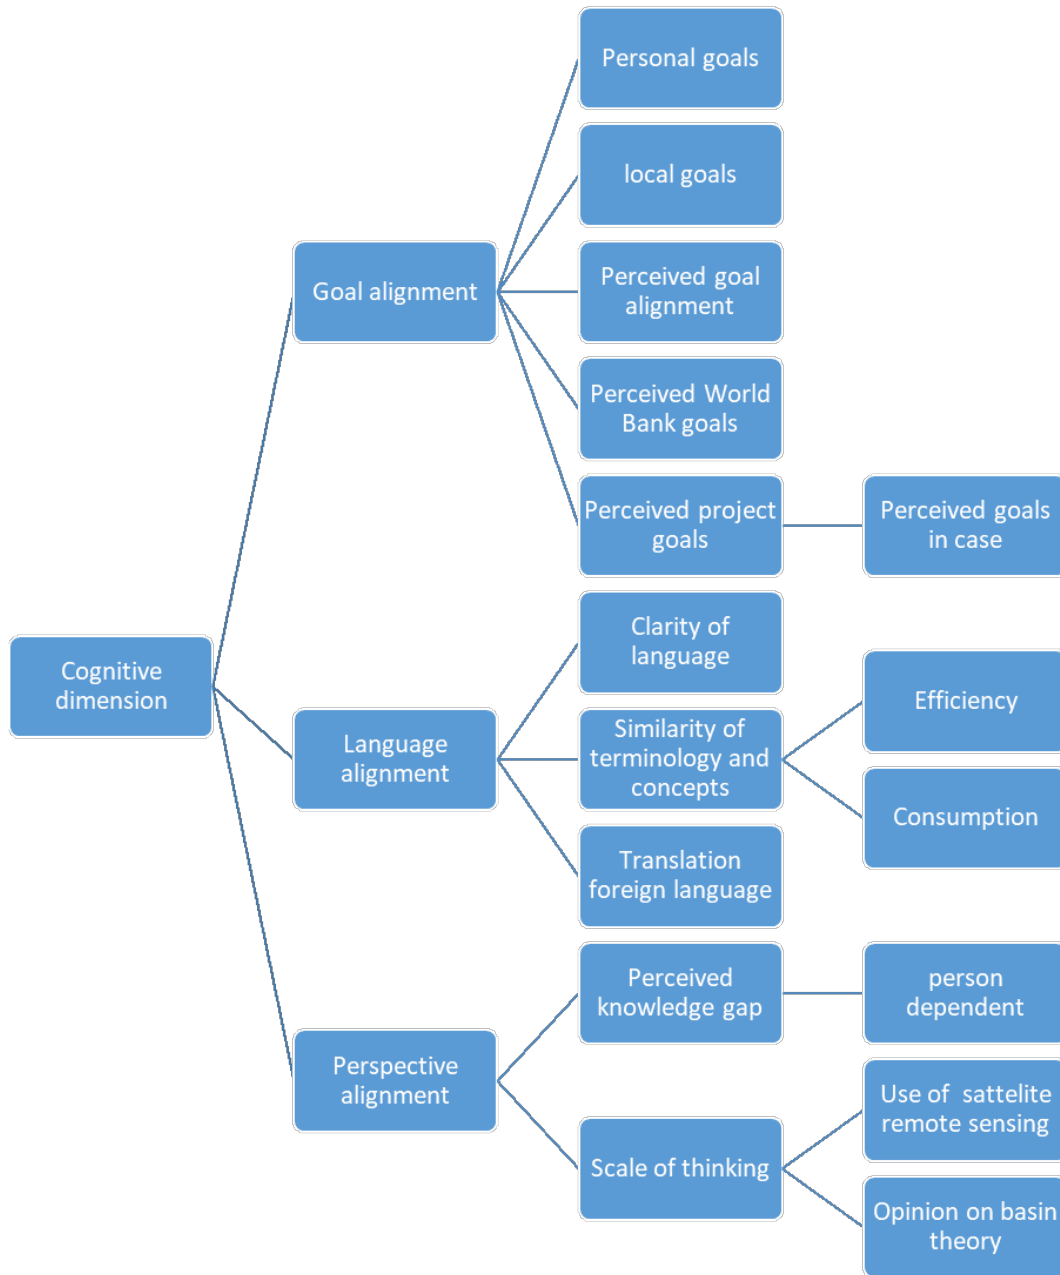 Personal goals
local goals
Goal alignment
Perceived goal
alignment
Perceived World
Bank goals
Perceived project
goals
Perceived goals
in case
Cognitive
dimension
Clarity of
language
Language
alignment
Similarity of
terminology and
concepts
Efficiency
Consumption
Translation
foreign language
Perspective
alignment
Perceived
knowledge gap
person
dependent
Scale of thinking
Use of sattelite
remote sensing
Opinion on basin
theory